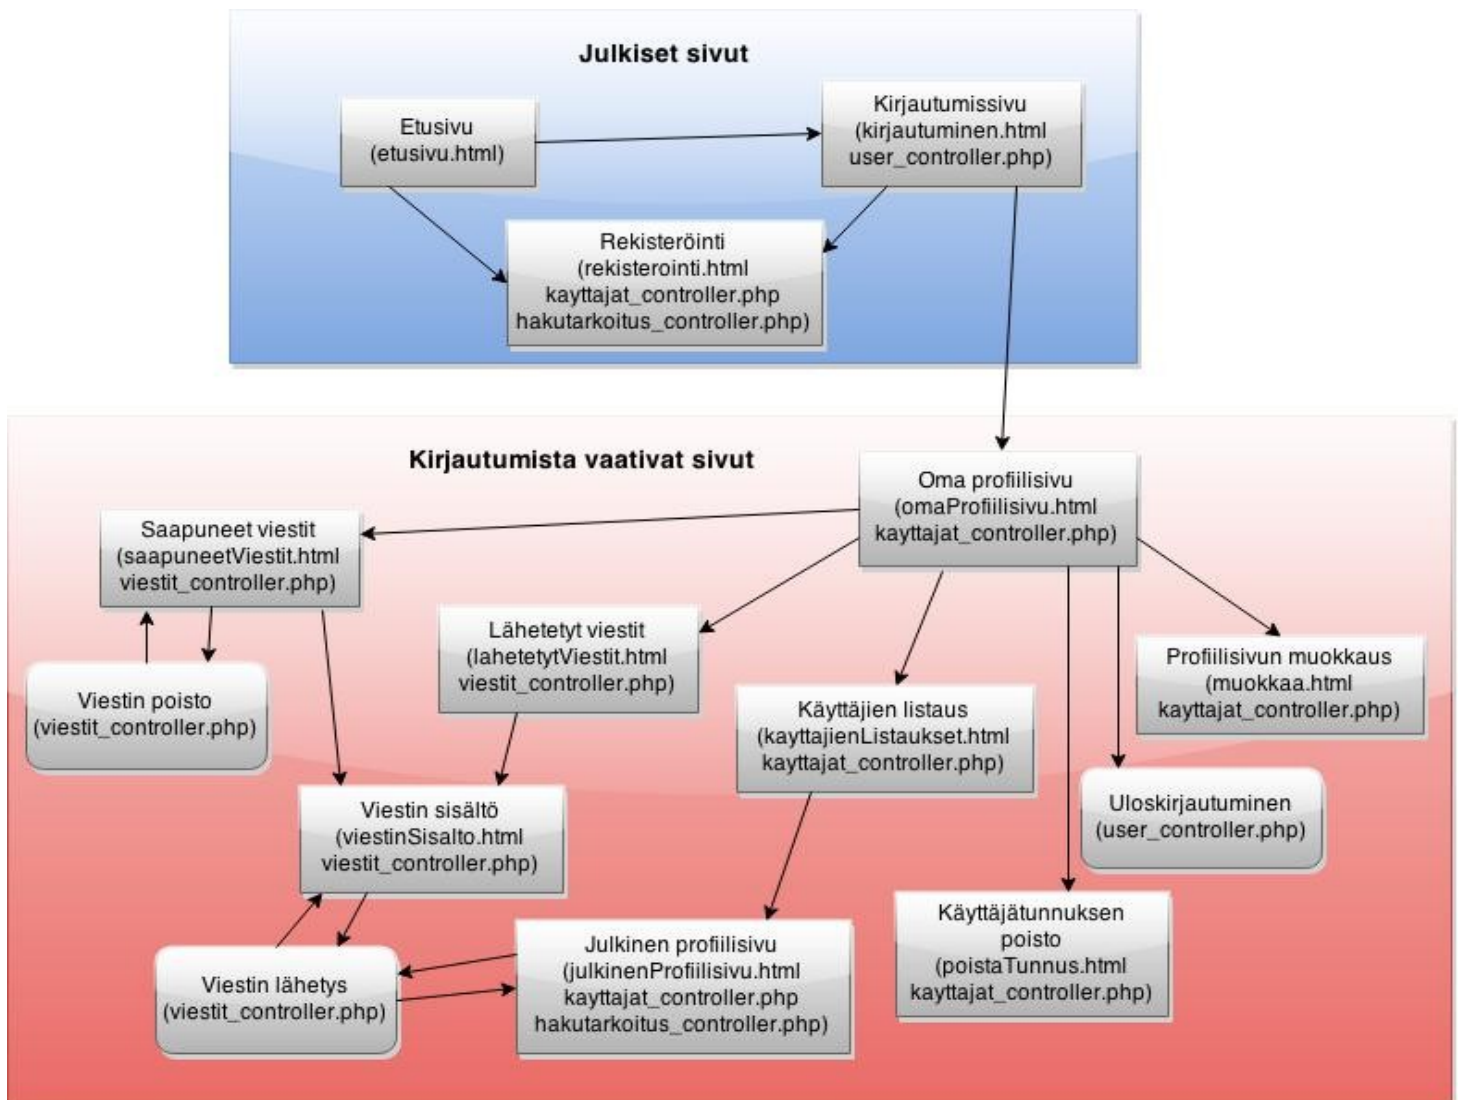 Julkiset sivut
Etusivu
(etusivu.html)
Kirjautumissivu
(kirjautuminen.html
user_controller.php)
Rekisteröinti
(rekisterointi.html
kayttajat_controller.php
hakutarkoitus_controller.php)
Kirjautumista vaativat sivut
Oma profiilisivu
(omaProfiilisivu.html
kayttajat_controller.php)
Saapuneet viestit
(saapuneetViestit.html
viestit_controller.php)
Lähetetyt viestit
(lahetetytViestit.html
viestit_controller.php)
Profiilisivun muokkaus
(muokkaa.html
kayttajat_controller.php)
Viestin poisto
(viestit_controller.php)
Käyttäjien listaus
(kayttajienListaukset.html
kayttajat_controller.php)
Uloskirjautuminen
(user_controller.php)
Viestin sisältö
(viestinSisalto.html
viestit_controller.php)
Käyttäjätunnuksen
poisto
(poistaTunnus.html
kayttajat_controller.php)
Julkinen profiilisivu
(julkinenProfiilisivu.html
kayttajat_controller.php
hakutarkoitus_controller.php)
Viestin lähetys
(viestit_controller.php)